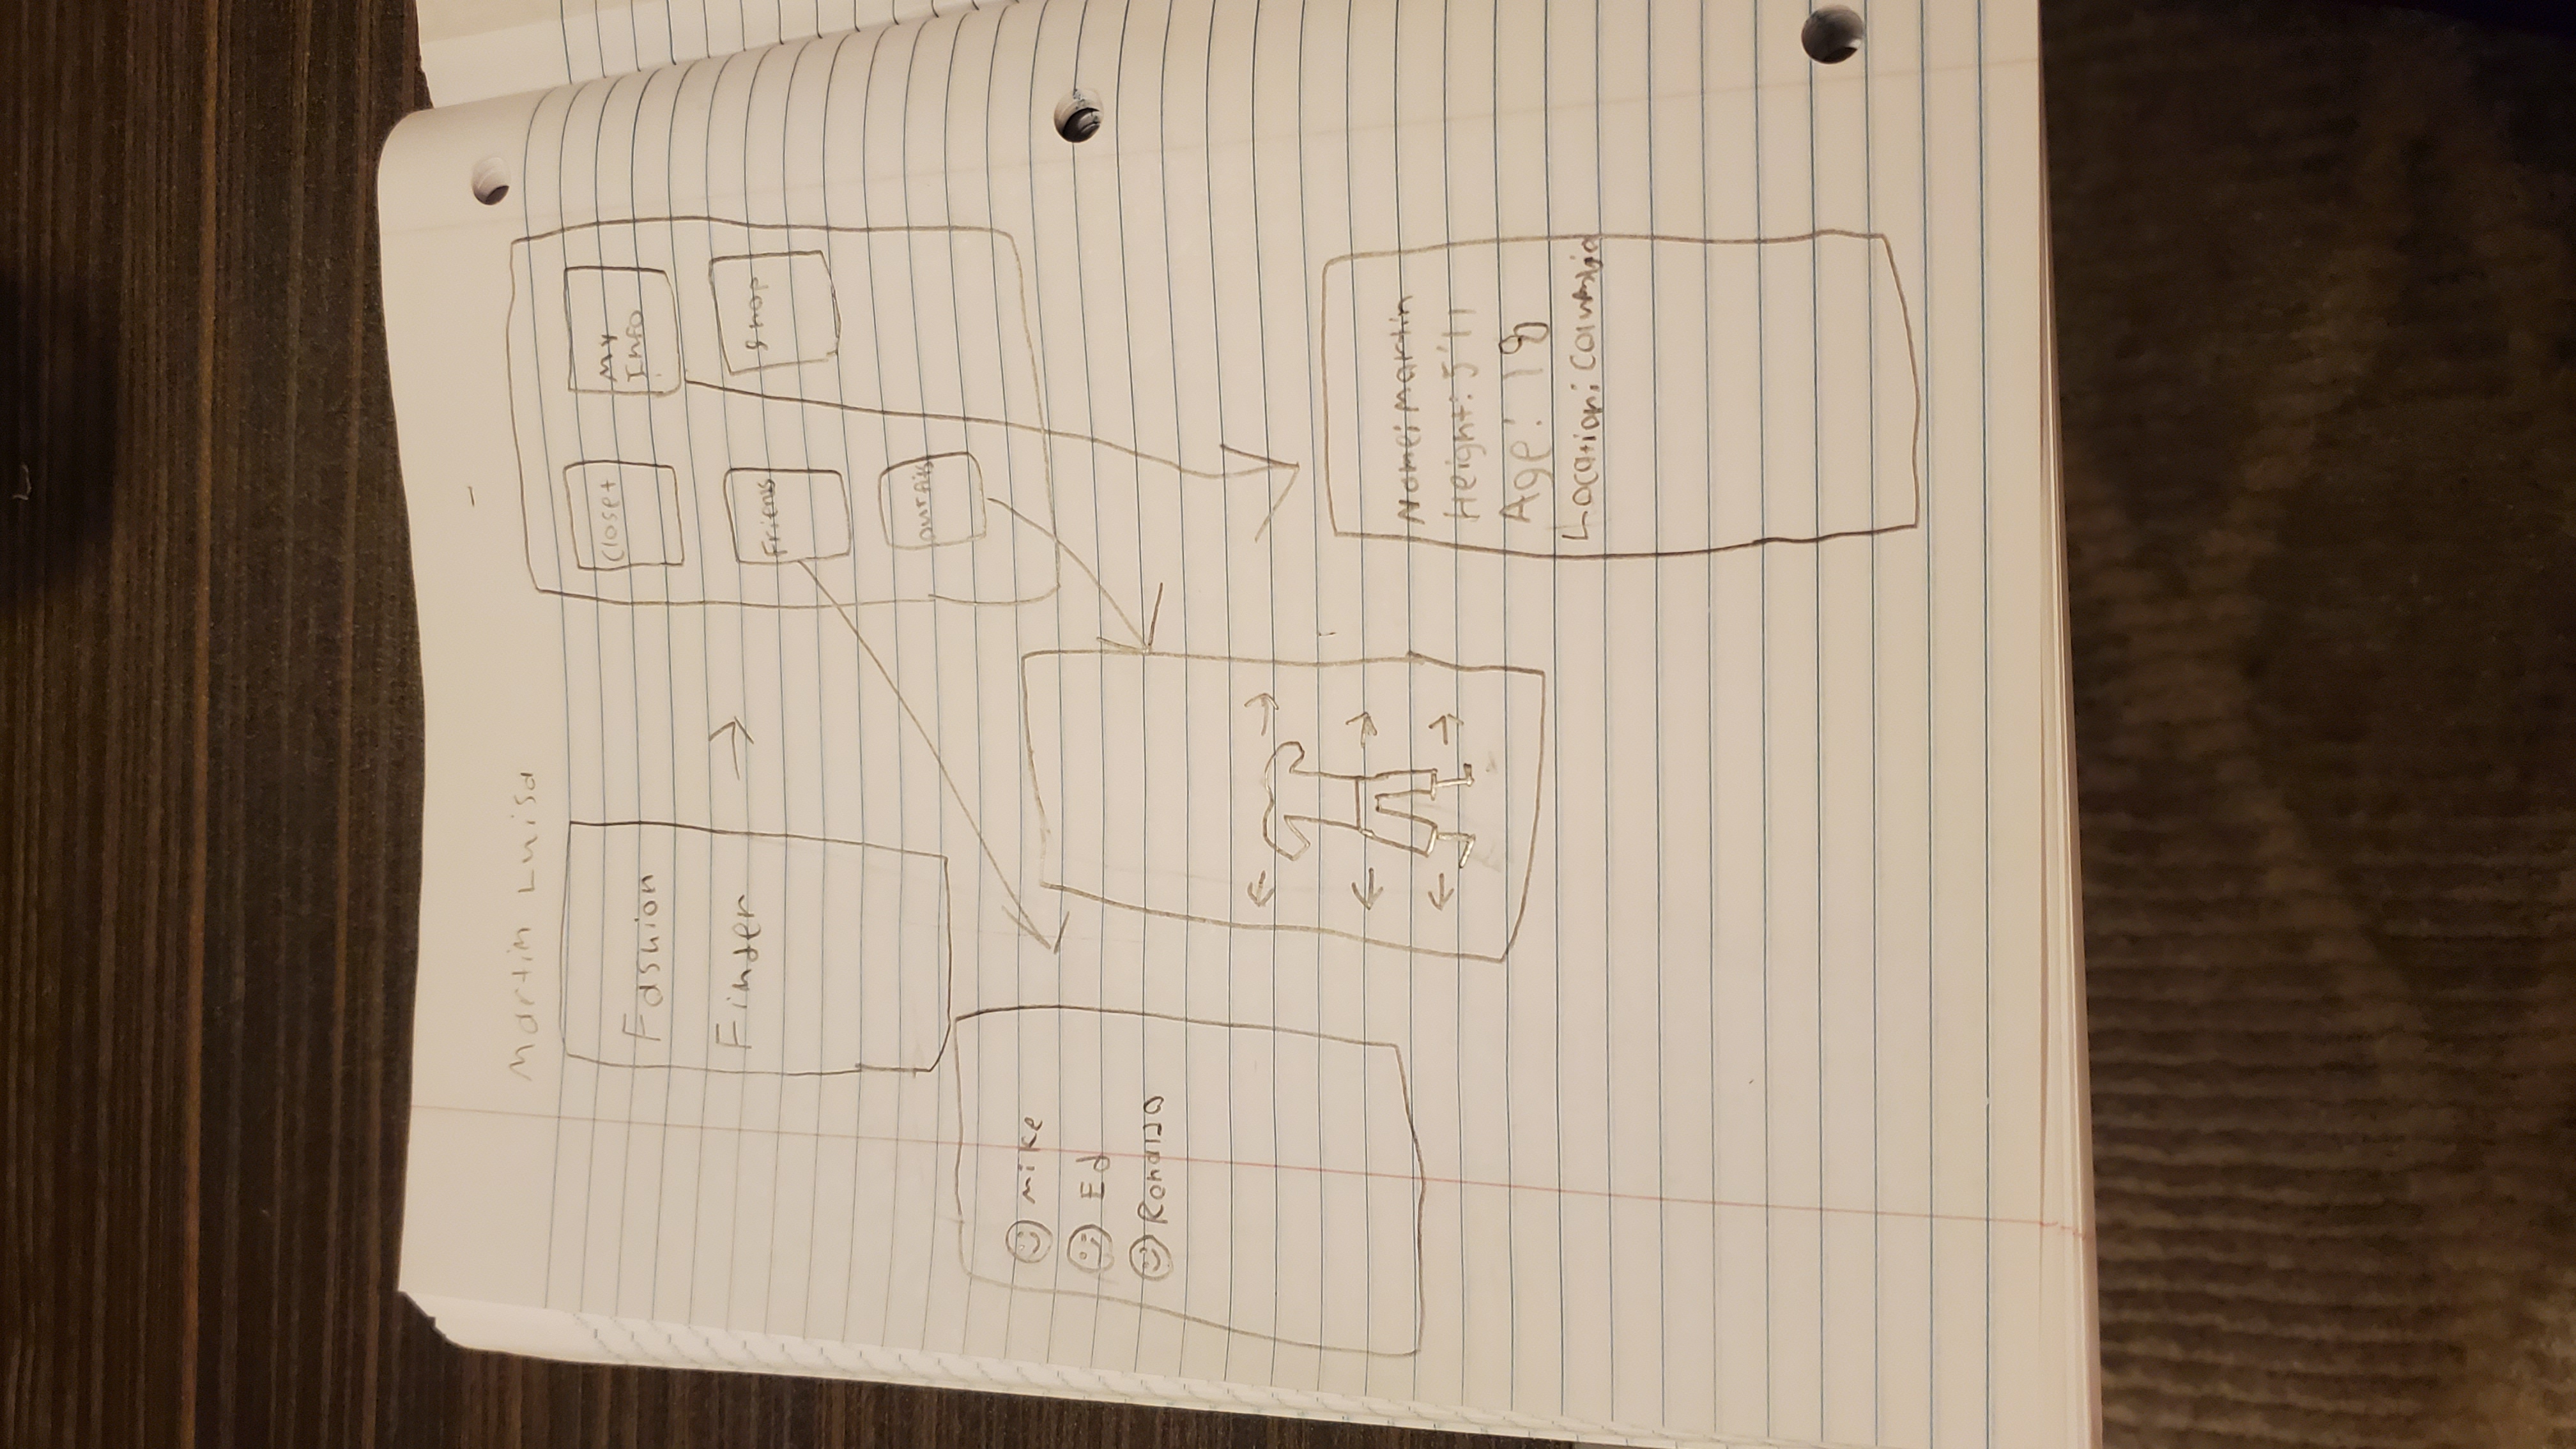 Martin Luisa
Fashion
Finder
Closet
My
Info
Friends
Shop
outfits
Mike
Ed
Ronaldo
Name: Martin
Height: 5'11
Age: 18
Location: Columbia